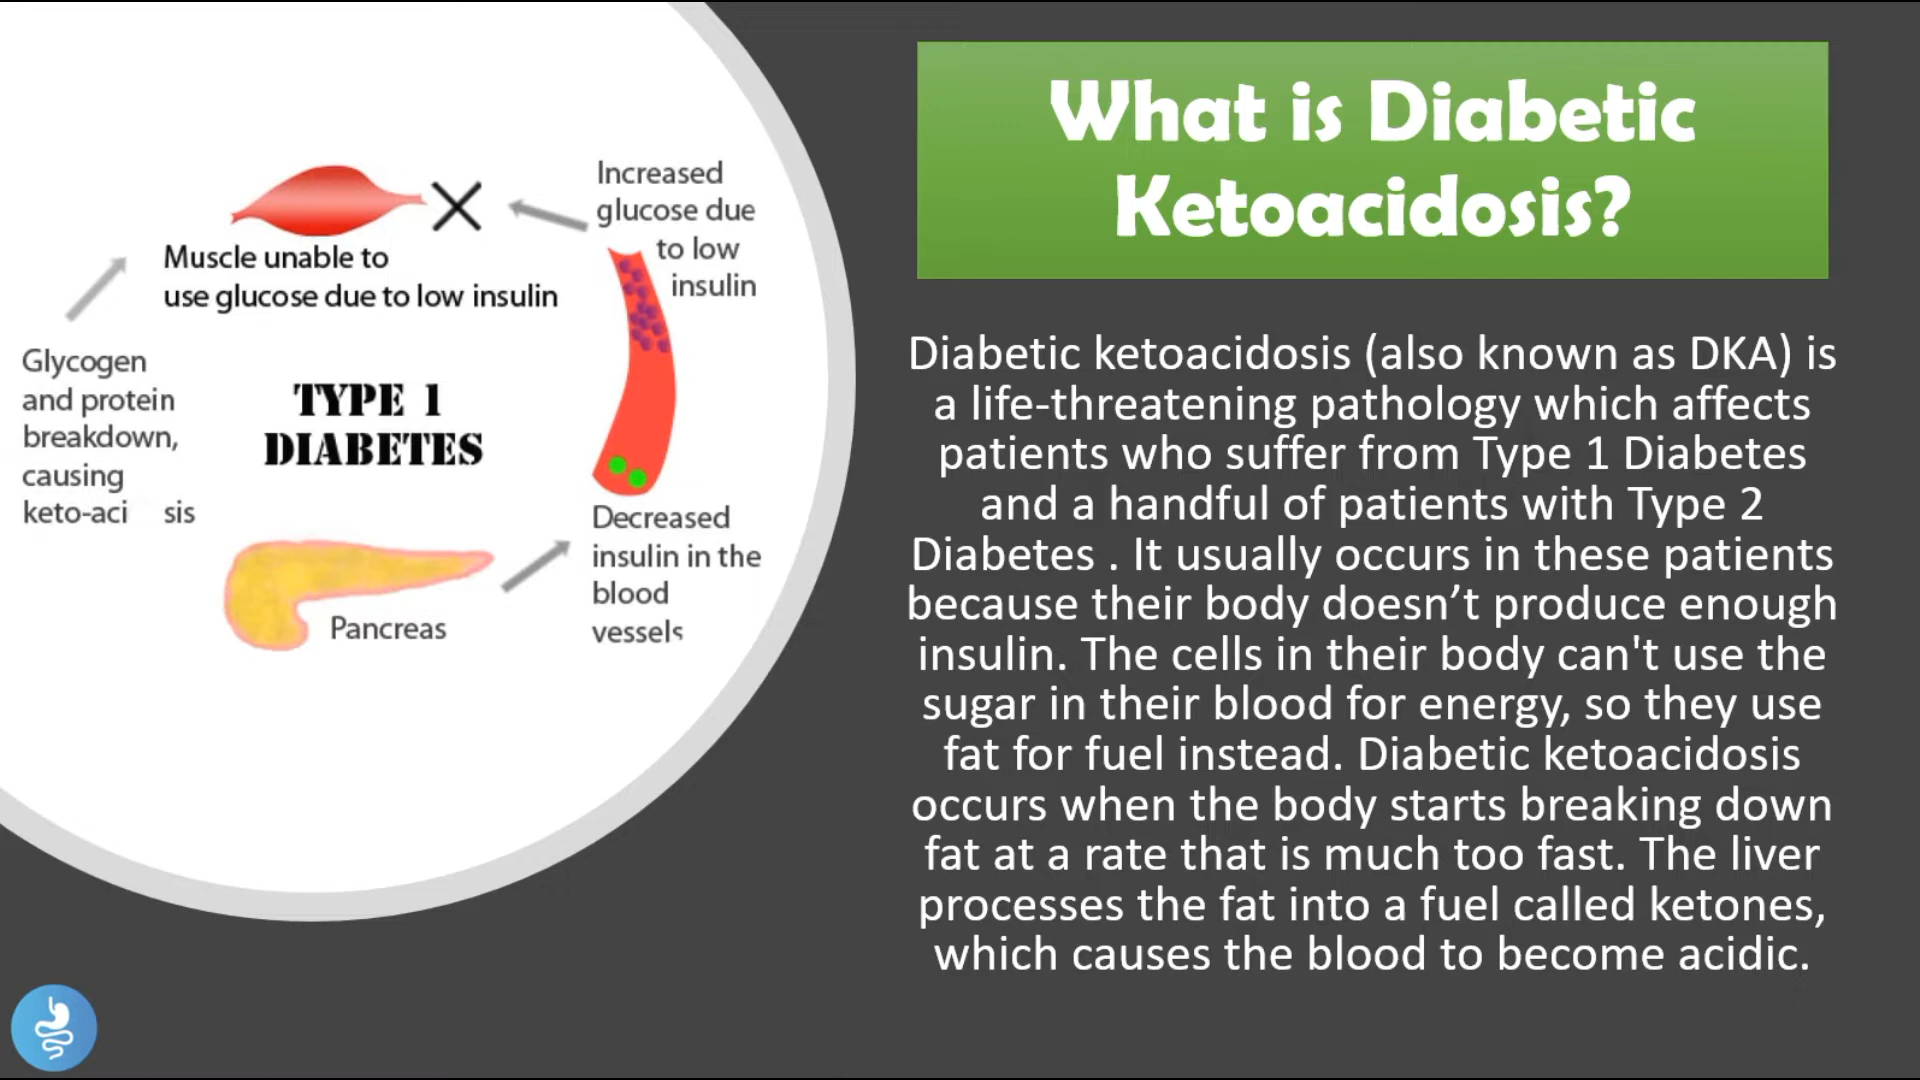 What is Diabetic
Ketoacidosis?
Increased
glucose due
to low
insulin
Muscle unable to
use glucose due to low insulin
Glycogen
and protein
breakdown,
causing
keto-aci sis
TYPE 1
DIABETES
Decreased
insulin in the
blood
vessels
Pancreas
Diabetic ketoacidosis (also known as DKA) is
a life-threatening pathology which affects
patients who suffer from Type 1 Diabetes
and a handful of patients with Type 2
Diabetes . It usually occurs in these patients
because their body doesn’t produce enough
insulin. The cells in their body can't use the
sugar in their blood for energy, so they use
fat for fuel instead. Diabetic ketoacidosis
occurs when the body starts breaking down
fat at a rate that is much too fast. The liver
processes the fat into a fuel called ketones,
which causes the blood to become acidic.